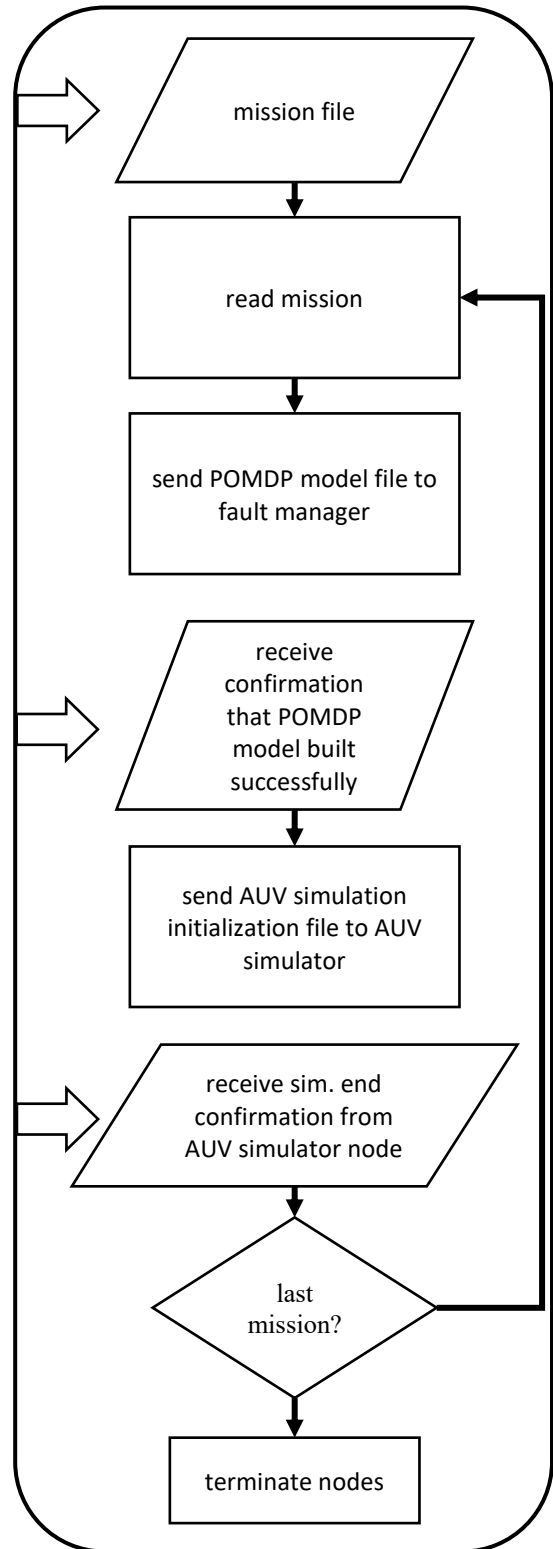 mission file
read mission
send POMDP model file to
fault manager
receive
confirmation
that POMDP
model built
successfully
send AUV simulation
initialization file to AUV
simulator
receive sim. end
confirmation from
AUV simulator node
last
mission?
terminate nodes